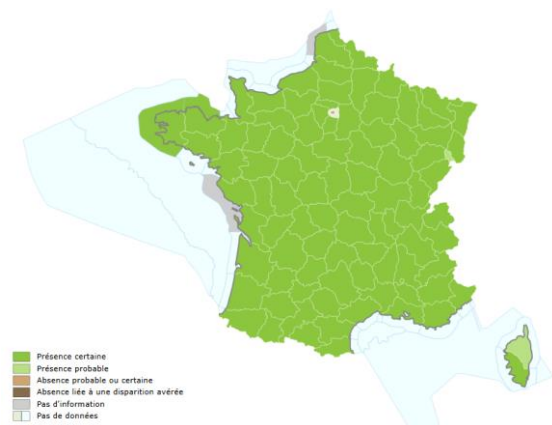 Présence certaine
Présence probable
Absence probable ou certaine
Absence liée à une disparition avérée
Pas d'information
Pas de données